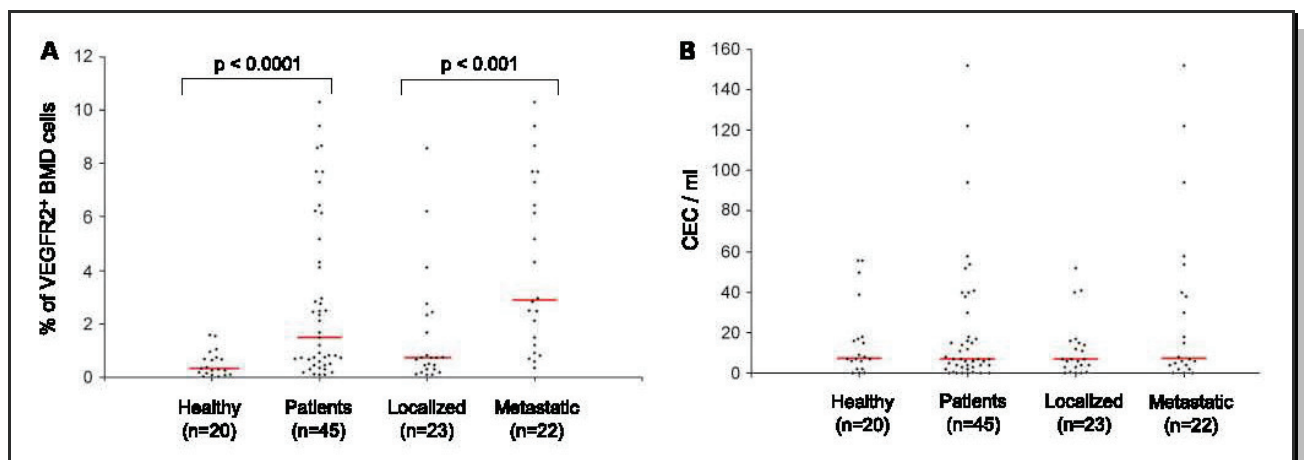 A
% of VEGFR2+ BMD cells
12
10
8
6
4
2
0
p < 0.0001
p < 0.001
Healthy
(n=20)
Patients
(n=45)
Localized
(n=23)
Metastatic
(n=22)
B
CEC / ml
160
140
120
100
80
60
40
20
0
Healthy
(n=20)
Patients
(n=45)
Localized
(n=23)
Metastatic
(n=22)